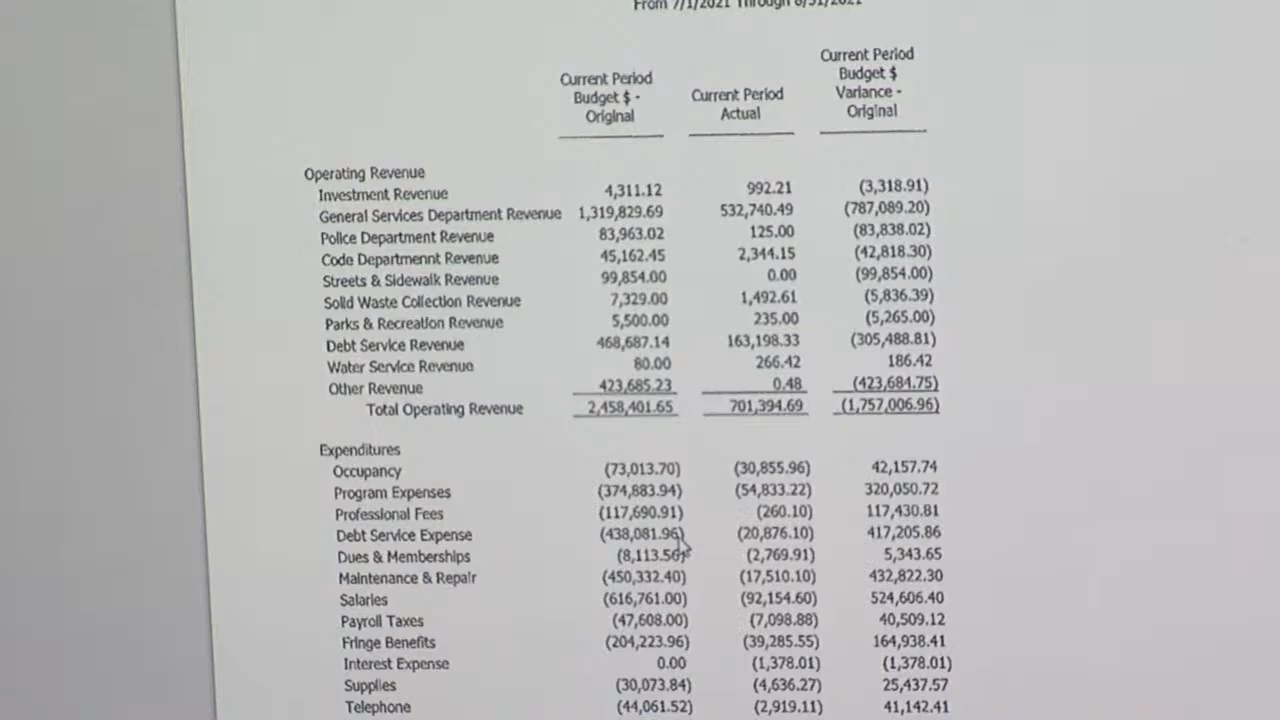 From 7/1/2021 Through 8/31/2021
Current Period Budget $ - Original Current Period Actual Current Period Budget $ Variance - Original
Operating Revenue
Investment Revenue 4,311.12 992.21 (3,318.91)
General Services Department Revenue 1,319,829.69 532,740.49 (787,089.20)
Police Department Revenue 83,963.02 125.00 (83,838.02)
Code Departmennt Revenue 45,162.45 2,344.15 (42,818.30)
Streets & Sidewalk Revenue 99,854.00 0.00 (99,854.00)
Solid Waste Collection Revenue 7,329.00 1,492.61 (5,836.39)
Parks & Recreation Revenue 5,500.00 235.00 (5,265.00)
Debt Service Revenue 468,687.14 163,198.33 (305,488.81)
Water Service Revenue 80.00 266.42 186.42
Other Revenue 423,685.23 0.48 (423,684.75)
Total Operating Revenue 2,458,401.65 701,394.69 (1,757,006.96)
Expenditures
Occupancy (73,013.70) (30,855.96) 42,157.74
Program Expenses (374,883.94) (54,833.22) 320,050.72
Professional Fees (117,690.91) (260.10) 117,430.81
Debt Service Expense (438,081.96) (20,876.10) 417,205.86
Dues & Memberships (8,113.56) (2,769.91) 5,343.65
Maintenance & Repair (450,332.40) (17,510.10) 432,822.30
Salaries (616,761.00) (92,154.60) 524,606.40
Payroll Taxes (47,608.00) (7,098.88) 40,509.12
Fringe Benefits (204,223.96) (39,285.55) 164,938.41
Interest Expense 0.00 (1,378.01) (1,378.01)
Supplies (30,073.84) (4,636.27) 25,437.57
Telephone (44,061.52) (2,919.11) 41,142.41